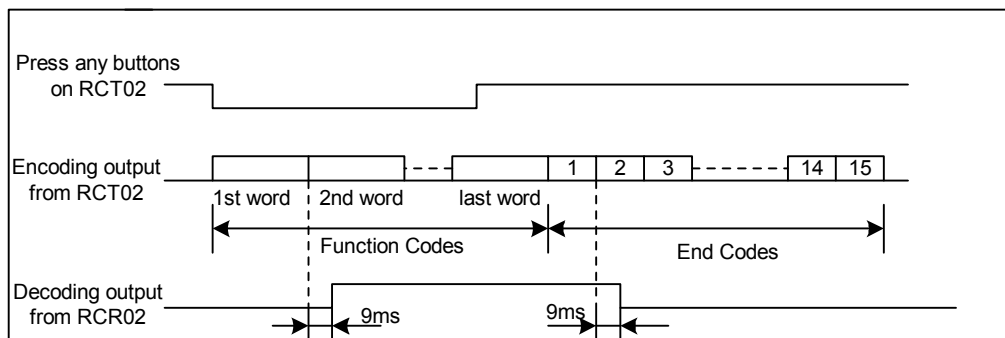 Press any buttons
on RCT02
Encoding output
from RCT02
1 2 3 14 15
1st word 2nd word last word
Function Codes End Codes
Decoding output
from RCR02
9ms 9ms